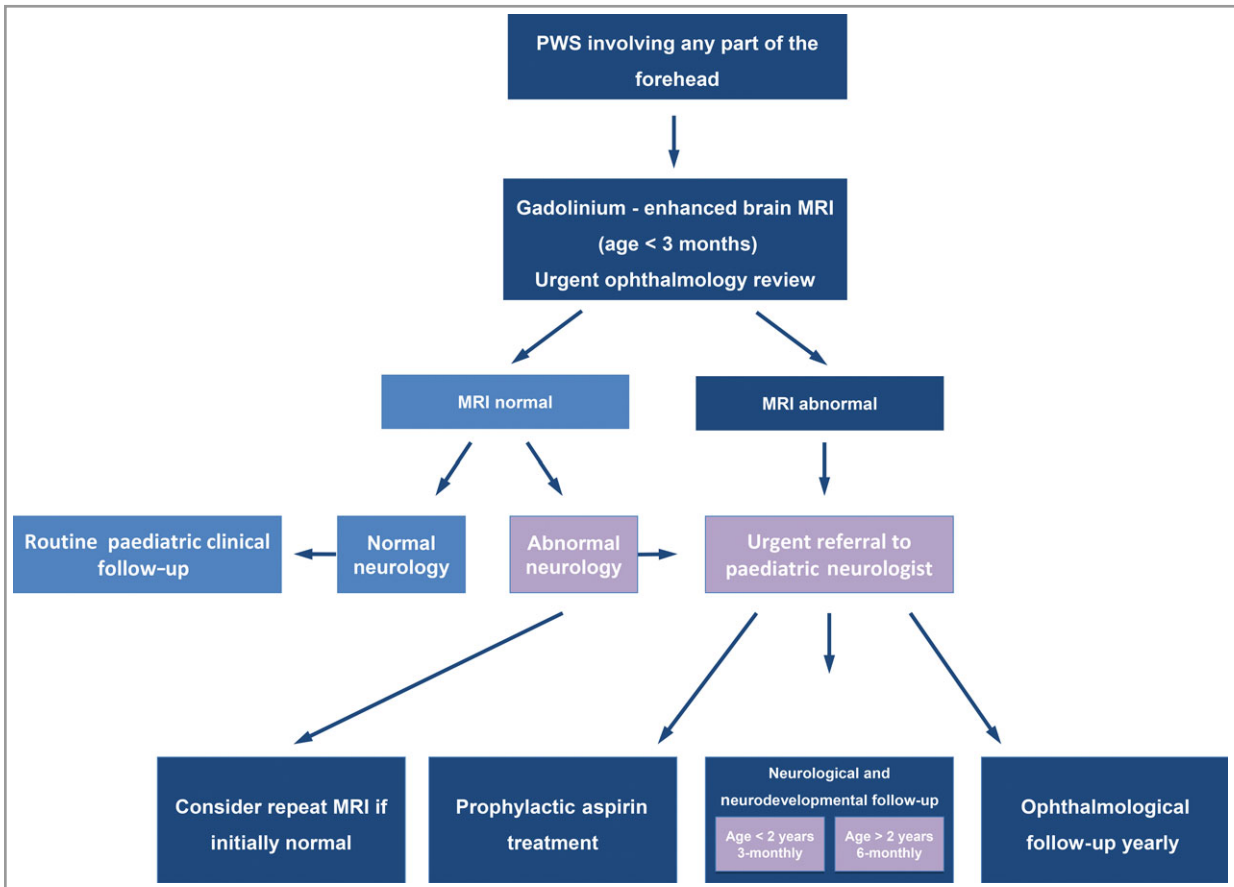 PWS involving any part of the
forehead
Gadolinium - enhanced brain MRI
(age < 3 months)
Urgent ophthalmology review
MRI normal
MRI abnormal
Routine paediatric clinical
follow-up
Normal
neurology
Abnormal
neurology
Urgent referral to
paediatric neurologist
Consider repeat MRI if
initially normal
Prophylactic aspirin
treatment
Neurological and
neurodevelopmental follow-up
Age < 2 years
3-monthly
Age > 2 years
6-monthly
Ophthalmological
follow-up yearly